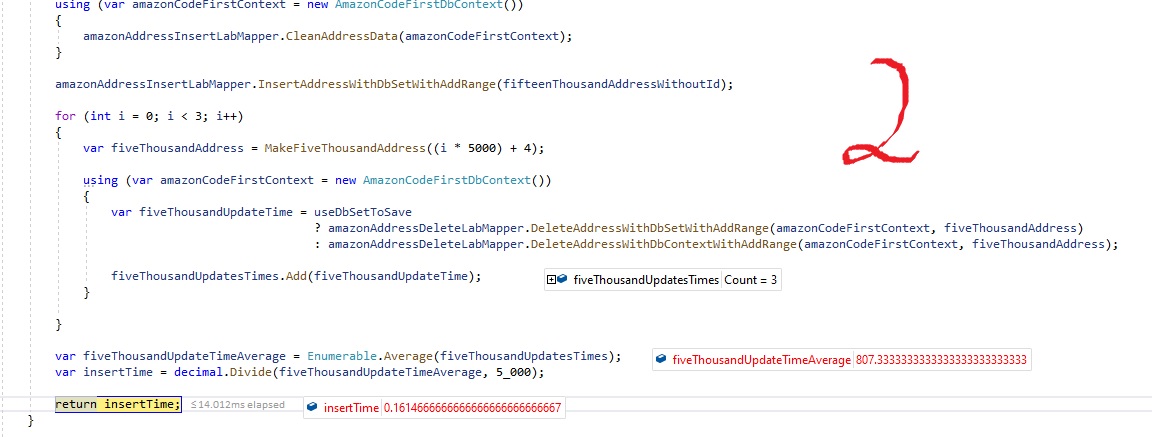 using (var amazonCodeFirstContext = new AmazonCodeFirstDbContext())
{
amazonAddressInsertLabMapper.CleanAddressData(amazonCodeFirstContext);
}
amazonAddressInsertLabMapper.InsertAddressWithDbSetWithAddRange(fifteenThousandAddressWithoutId);
2
for (int i = 0; i < 3; i++)
{
var fiveThousandAddress = MakeFiveThousandAddress((i * 5000) + 4);
using (var amazonCodeFirstContext = new AmazonCodeFirstDbContext())
{
var fiveThousandUpdateTime = useDbSetToSave
? amazonAddressDeleteLabMapper.DeleteAddressWithDbSetWithAddRange(amazonCodeFirstContext, fiveThousandAddress)
: amazonAddressDeleteLabMapper.DeleteAddressWithDbContextWithAddRange(amazonCodeFirstContext, fiveThousandAddress);
fiveThousandUpdatesTimes.Add(fiveThousandUpdateTime); fiveThousandUpdatesTimes Count = 3
}
}
var fiveThousandUpdateTimeAverage = Enumerable.Average(fiveThousandUpdatesTimes); fiveThousandUpdateTimeAverage 807.3333333333333333333333333
var insertTime = decimal.Divide(fiveThousandUpdateTimeAverage, 5_000);
return insertTime; ≤14.012ms elapsed insertTime 0.1614666666666666666666666667
}